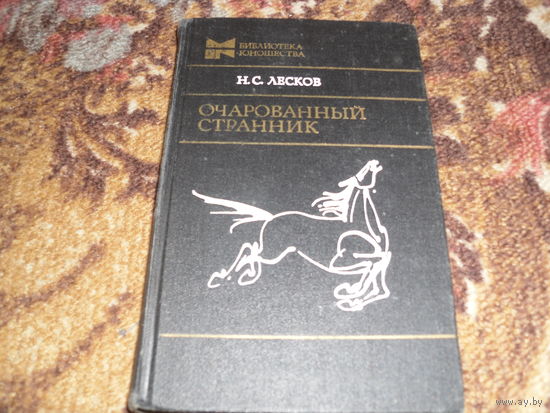 БИБЛИОТЕКА
ЮНОШЕСТВА
Н.С. ЛЕСКОВ
ОЧАРОВАННЫЙ
СТРАННИК
www.ay.by